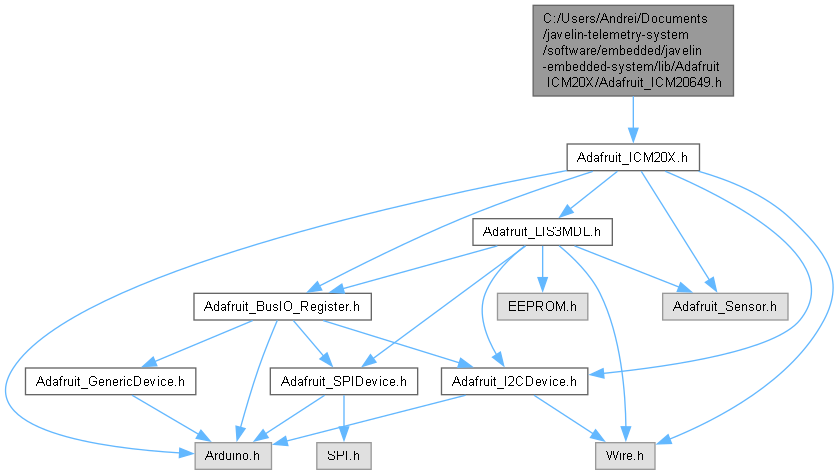 C:/Users/Andrei/Documents
/javelin-telemetry-system
/software/embedded/javelin
-embedded-system/lib/Adafruit
ICM20X/Adafruit_ICM20649.h
Adafruit_ICM20X.h
Adafruit_LIS3MDL.h
Adafruit_BusIO_Register.h
EEPROM.h
Adafruit_Sensor.h
Adafruit_GenericDevice.h
Adafruit_SPIDevice.h
Adafruit_I2CDevice.h
Arduino.h
SPI.h
Wire.h